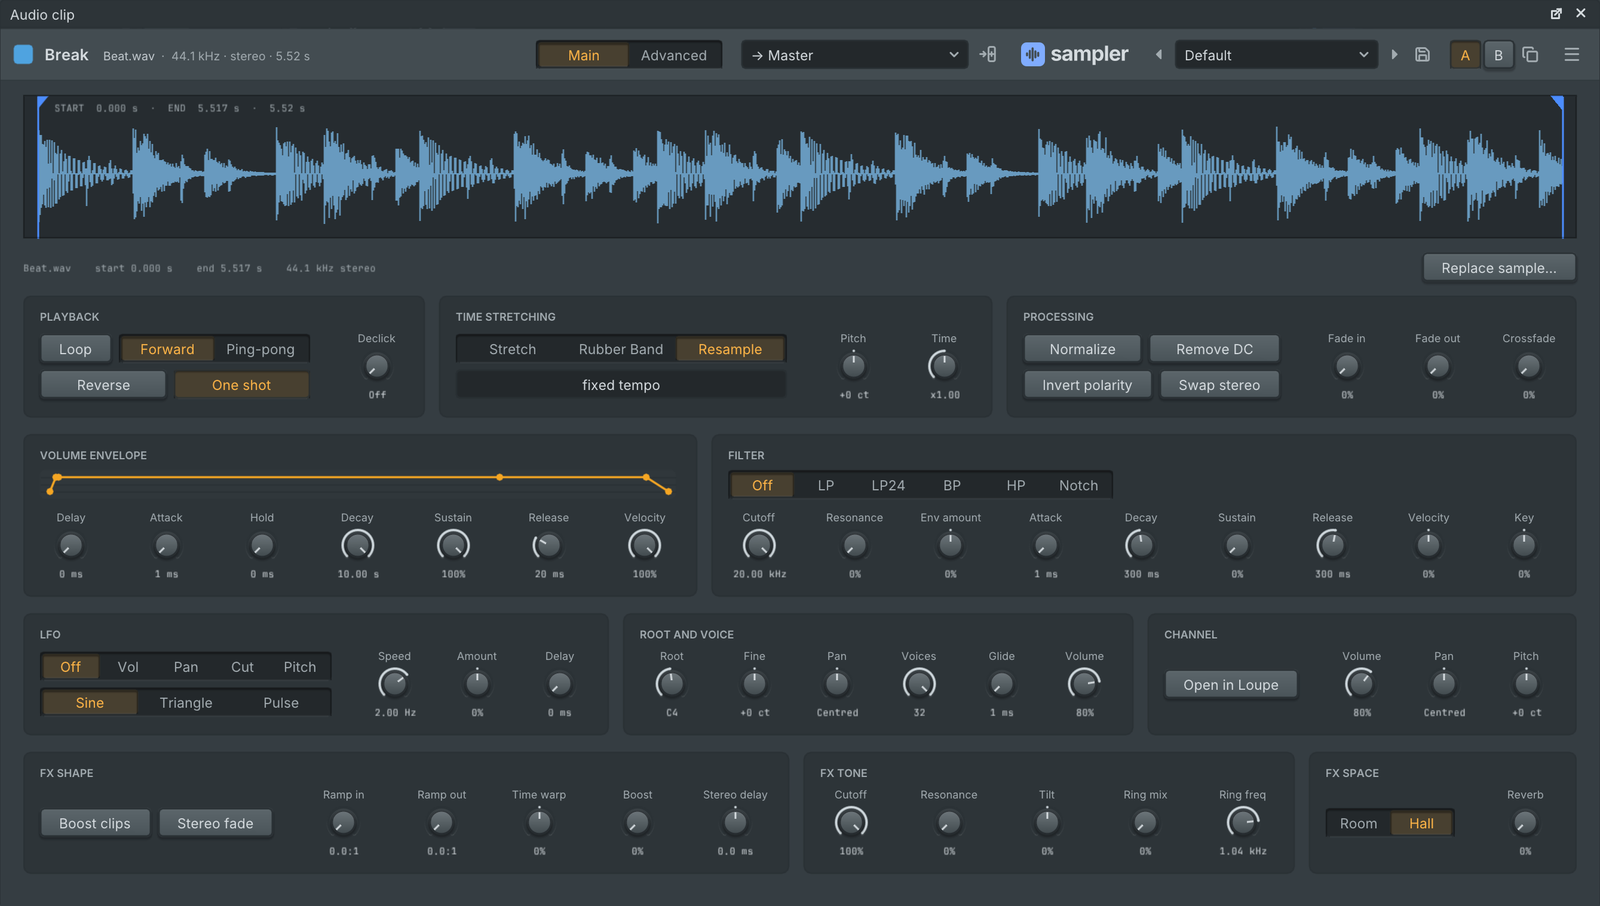 Audio clip
Break Beat.wav · 44.1 kHz · stereo · 5.52 s Main Advanced → Master sampler Default A B
START 0.000 s · END 5.517 s · 5.52 s
Beat.wav start 0.000 s end 5.517 s 44.1 kHz stereo Replace sample...
PLAYBACK
Loop Forward Ping-pong Declick
Reverse One shot Off
TIME STRETCHING
Stretch Rubber Band Resample Pitch Time
fixed tempo +0 ct x1.00
PROCESSING
Normalize Remove DC Fade in Fade out Crossfade
Invert polarity Swap stereo 0% 0% 0%
VOLUME ENVELOPE
Delay Attack Hold Decay Sustain Release Velocity
0 ms 1 ms 0 ms 10.00 s 100% 20 ms 100%
FILTER
Off LP LP24 BP HP Notch
Cutoff Resonance Env amount Attack Decay Sustain Release Velocity Key
20.00 kHz 0% 0% 1 ms 300 ms 0% 300 ms 0% 0%
LFO
Off Vol Pan Cut Pitch Speed Amount Delay
Sine Triangle Pulse 2.00 Hz 0% 0 ms
ROOT AND VOICE
Root Fine Pan Voices Glide Volume
C4 +0 ct Centred 32 1 ms 80%
CHANNEL
Open in Loupe Volume Pan Pitch
80% Centred +0 ct
FX SHAPE
Boost clips Stereo fade Ramp in Ramp out Time warp Boost Stereo delay
0.0:1 0.0:1 0% 0% 0.0 ms
FX TONE
Cutoff Resonance Tilt Ring mix Ring freq
100% 0% 0% 0% 1.04 kHz
FX SPACE
Room Hall Reverb
0%